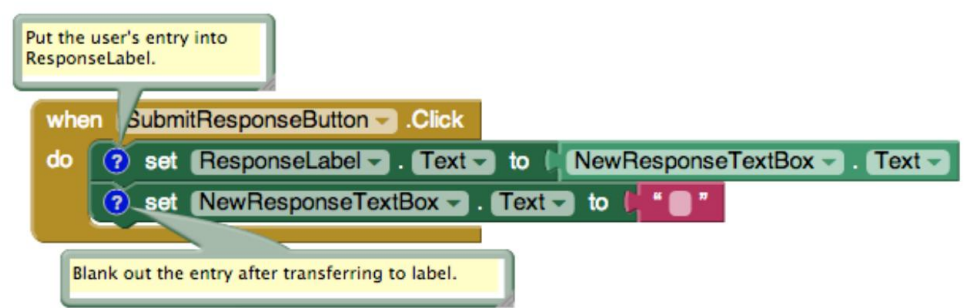 Put the user's entry into
ResponseLabel.
when SubmitResponseButton .Click
do ? set ResponseLabel . Text to NewResponseTextBox . Text
? set NewResponseTextBox . Text to “ ”
Blank out the entry after transferring to label.